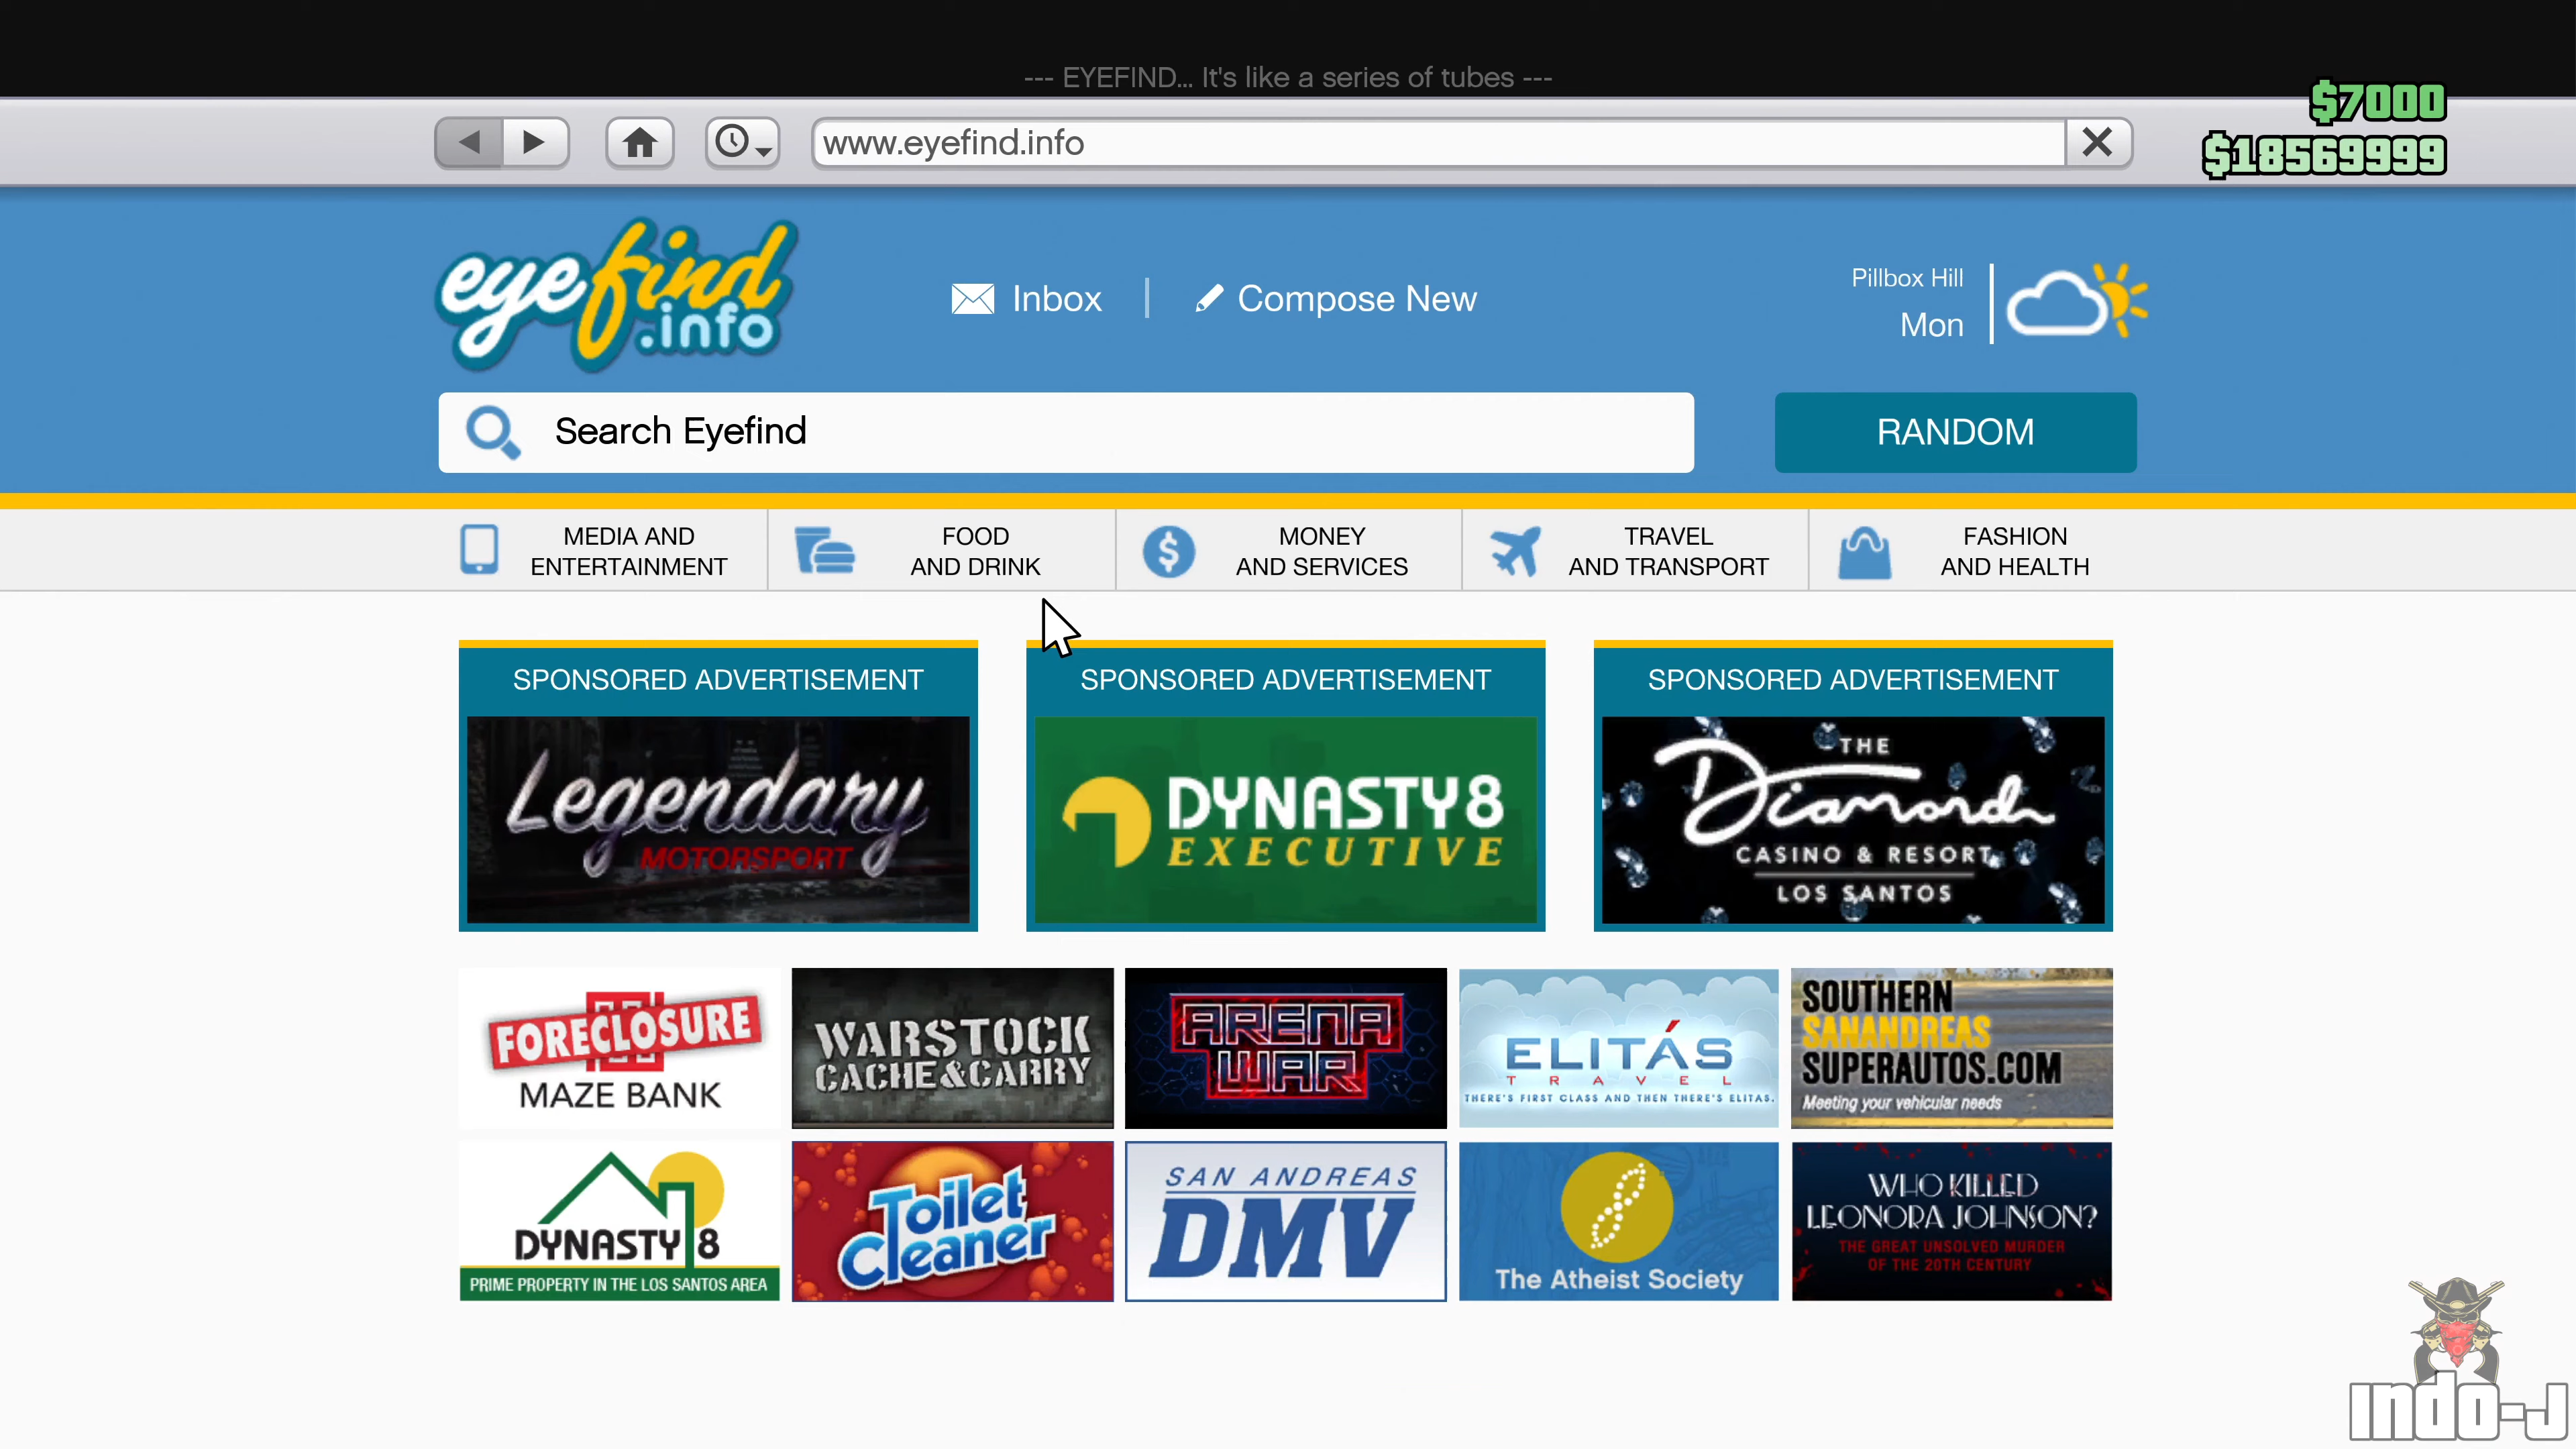 --- EYEFIND... It's like a series of tubes ---
$7000
www.eyefind.info
$18569999
eyefind
.info
Inbox
Compose New
Pillbox Hill
Mon
Search Eyefind
RANDOM
MEDIA AND
ENTERTAINMENT
FOOD
AND DRINK
MONEY
AND SERVICES
TRAVEL
AND TRANSPORT
FASHION
AND HEALTH
SPONSORED ADVERTISEMENT
Legendary
MOTORSPORT
SPONSORED ADVERTISEMENT
DYNASTY 8
EXECUTIVE
SPONSORED ADVERTISEMENT
THE
Diamond
CASINO & RESORT
LOS SANTOS
FORECLOSURE
MAZE BANK
WARSTOCK
CACHE & CARRY
ARENA
WAR
ELITÁS
TRAVEL
THERE'S FIRST CLASS AND THEN THERE'S ELITAS.
SOUTHERN
SANANDREAS
SUPERAUTOS.COM
Meeting your vehicular needs
DYNASTY 8
PRIME PROPERTY IN THE LOS SANTOS AREA
Toilet
Cleaner
SAN ANDREAS
DMV
The Atheist Society
WHO KILLED
LEONORA JOHNSON?
THE GREAT UNSOLVED MURDER
OF THE 20TH CENTURY
INDO-J